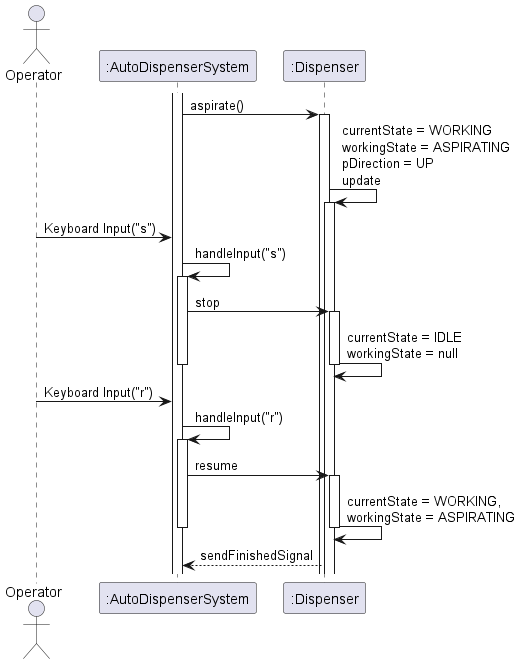 Operator
:AutoDispenserSystem
:Dispenser
aspirate()
currentState = WORKING
workingState = ASPIRATING
pDirection = UP
update
Keyboard Input("s")
handleInput("s")
stop
currentState = IDLE
workingState = null
Keyboard Input("r")
handleInput("r")
resume
currentState = WORKING,
workingState = ASPIRATING
sendFinishedSignal
Operator
:AutoDispenserSystem
:Dispenser